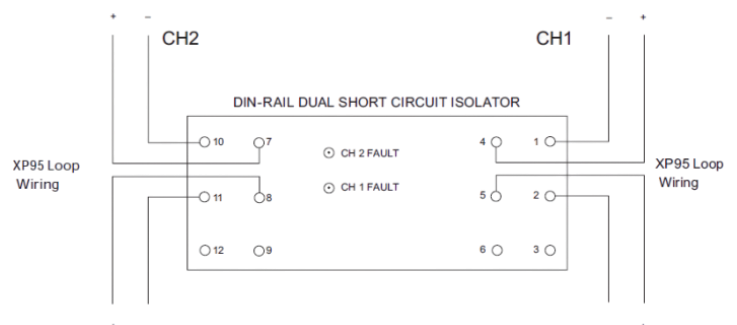 + − − +
CH2 CH1
DIN-RAIL DUAL SHORT CIRCUIT ISOLATOR
10 7 4 1
CH 2 FAULT
XP95 Loop
Wiring
XP95 Loop
Wiring
CH 1 FAULT
11 8 5 2
12 9 6 3